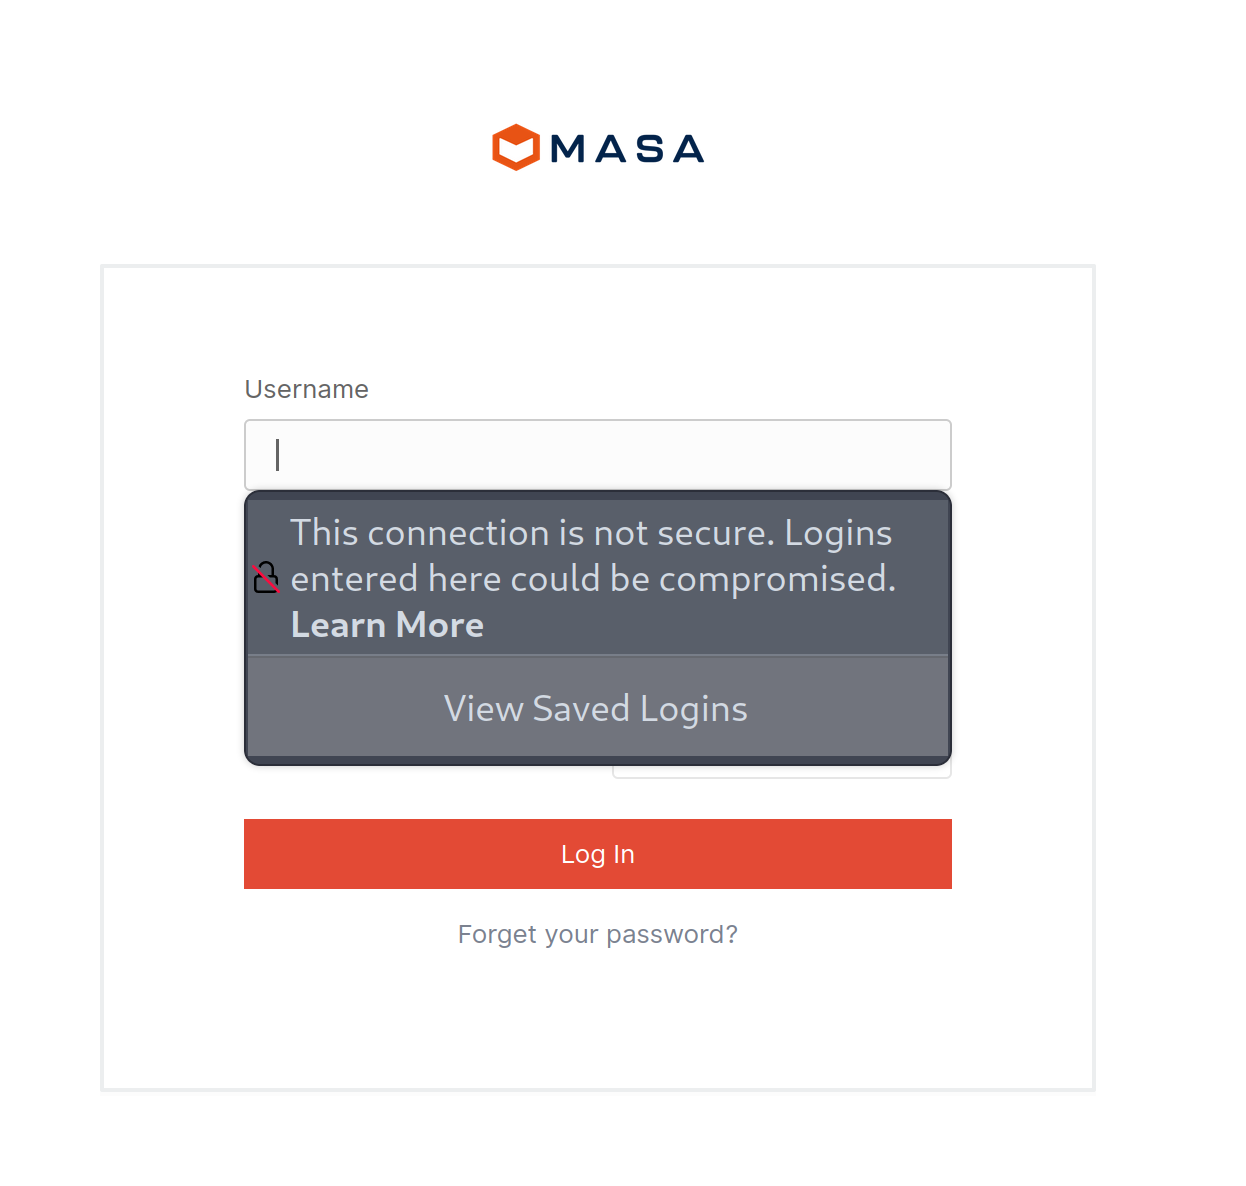 MASA
Username
This connection is not secure. Logins
entered here could be compromised.
Learn More
View Saved Logins
Log In
Forget your password?